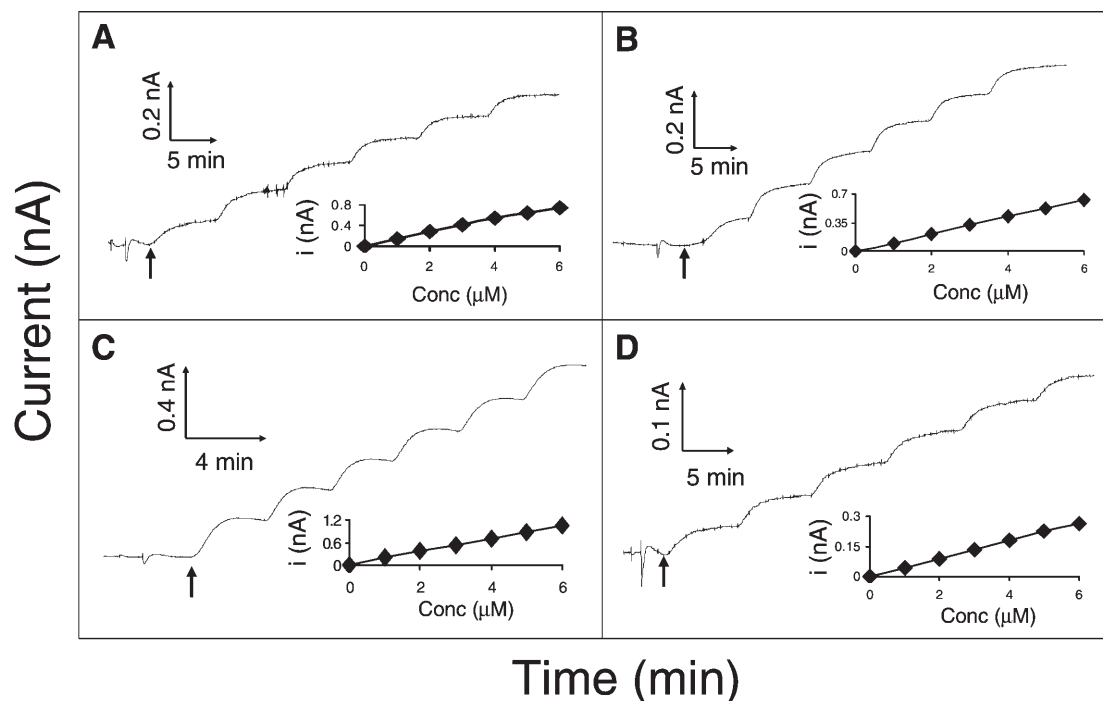 Current (nA)
A
0.2 nA
5 min
i (nA)
0.8
0.4
0
0 2 4 6
Conc (μM)
B
0.2 nA
5 min
i (nA)
0.7
0.35
0
0 2 4 6
Conc (μM)
C
0.4 nA
4 min
i (nA)
1.2
0.6
0
0 2 4 6
Conc (μM)
D
0.1 nA
5 min
i (nA)
0.3
0.15
0
0 2 4 6
Conc (μM)
Time (min)